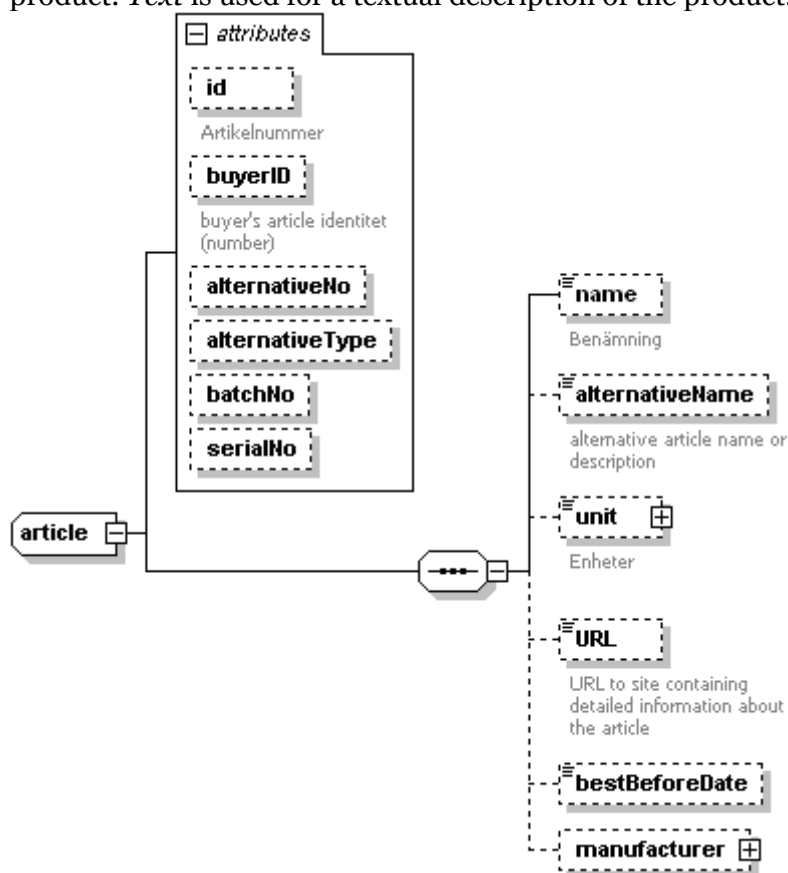 product. Text is used for a textual description of the product.
attributes
id
Artikelnummer
buyerID
buyer's article identitet
(number)
alternativeNo
alternativeType
batchNo
serialNo
article
name
Benämning
alternativeName
alternative article name or
description
unit
Enheter
URL
URL to site containing
detailed information about
the article
bestBeforeDate
manufacturer